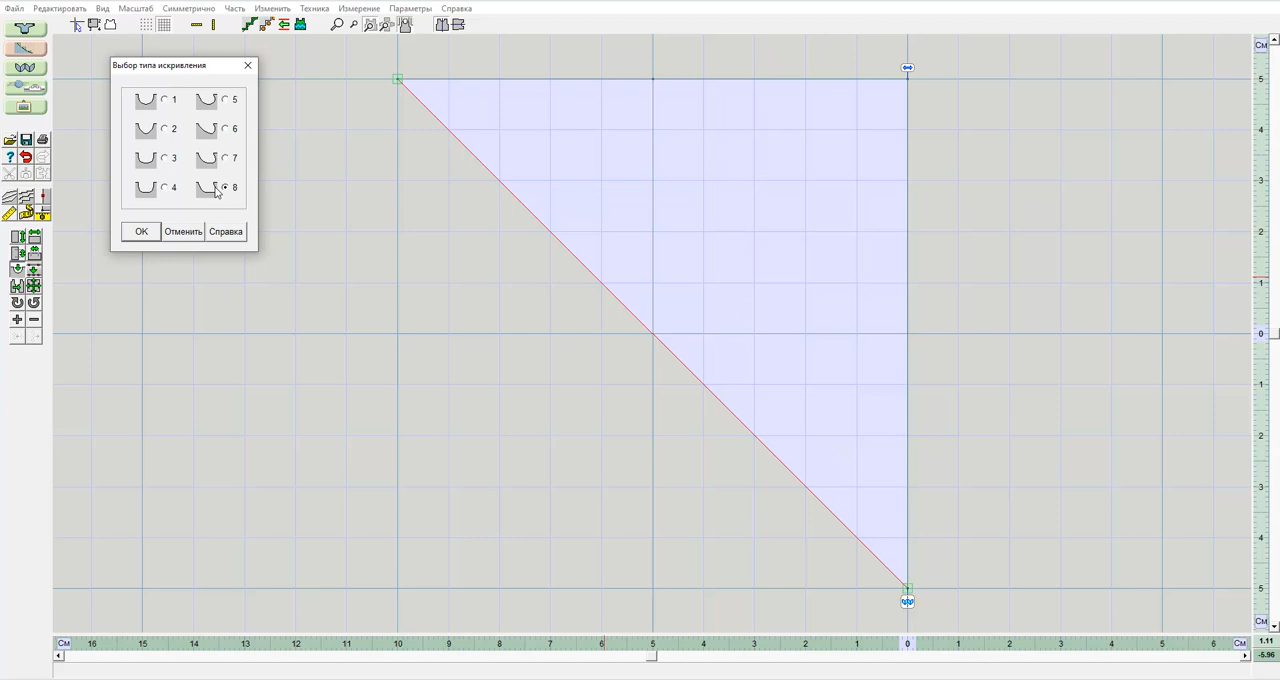 Файл Редактировать Вид Масштаб Симметрично Часть Изменить Техника Измерение Параметры Справка
См
Выбор типа искривления
1 5
2 6
3 7
4 8
OK Отменить Справка
5
4
3
2
1
0
1
2
3
4
5
См
См 16 15 14 13 12 11 10 9 8 7 6 5 4 3 2 1 0 1 2 3 4 5 6 См
1.11
-5.96